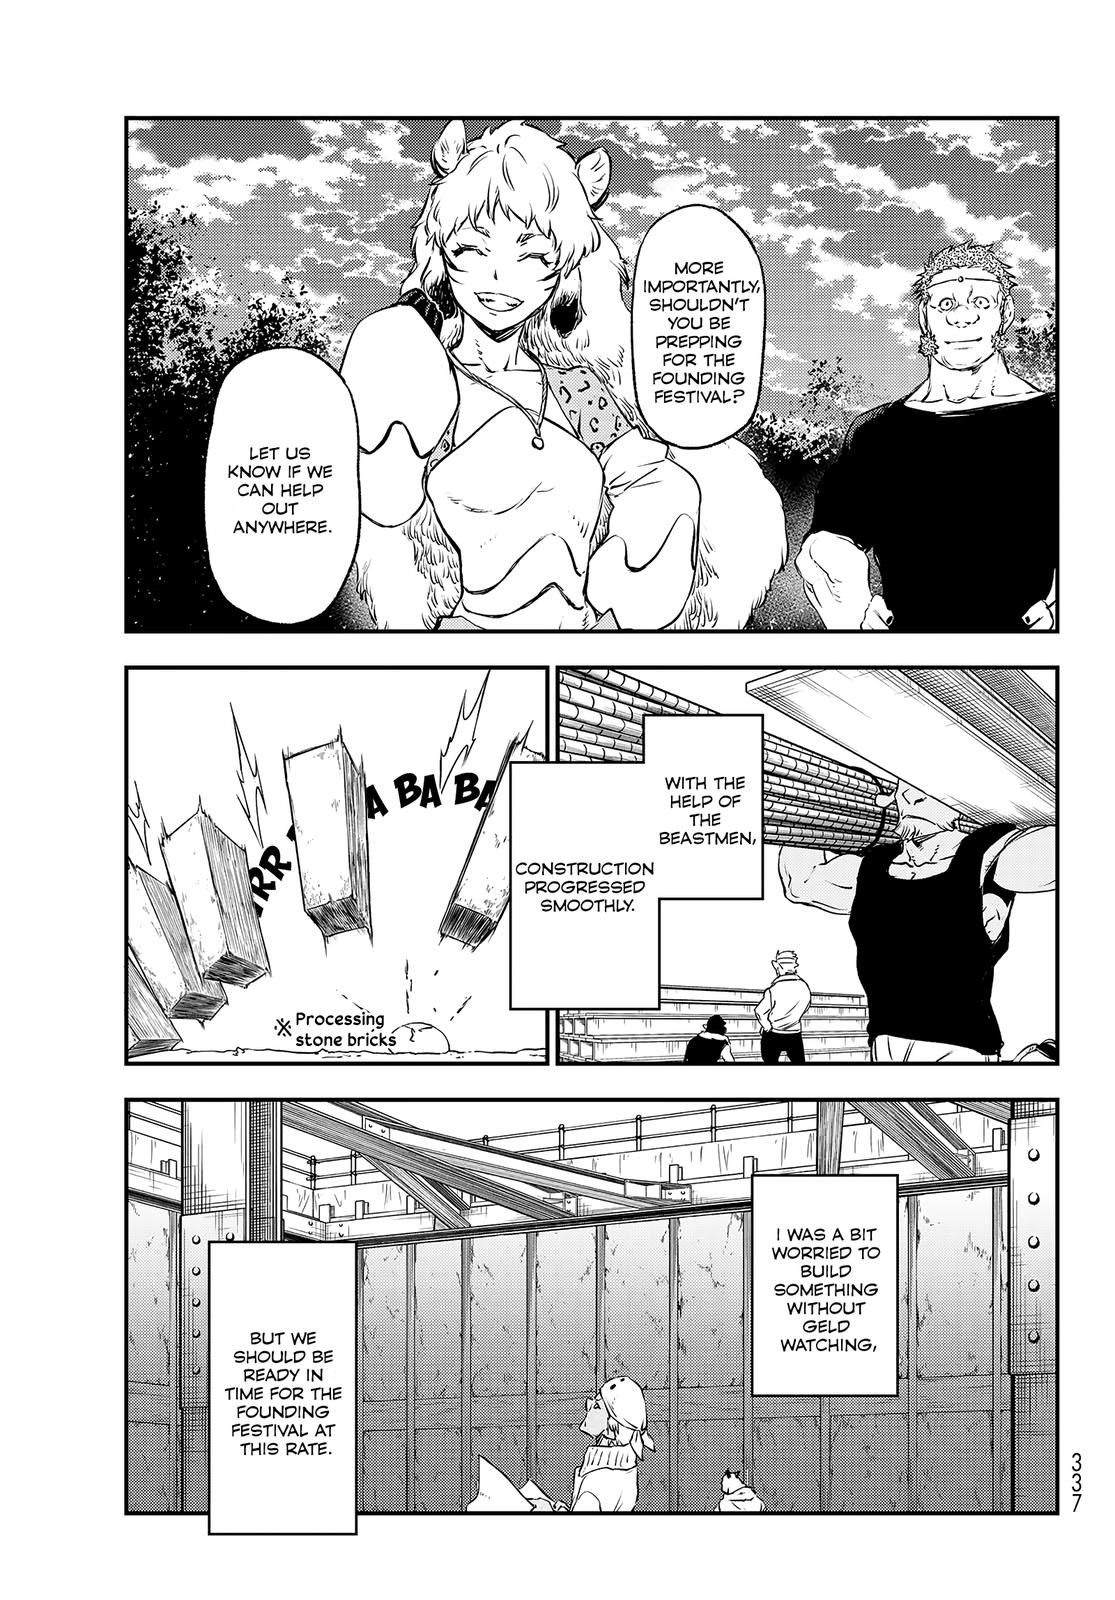 MORE
IMPORTANTLY,
SHOULDN'T
YOU BE
PREPPING
FOR THE
FOUNDING
FESTIVAL?
LET US
KNOW IF WE
CAN HELP
OUT
ANYWHERE.
WITH THE
HELP OF
THE
BEASTMEN,
CONSTRUCTION
PROGRESSED
SMOOTHLY.
BA BA
※ Processing
stone bricks
I WAS A BIT
WORRIED TO
BUILD
SOMETHING
WITHOUT
GELD
WATCHING,
BUT WE
SHOULD BE
READY IN
TIME FOR THE
FOUNDING
FESTIVAL AT
THIS RATE.
337